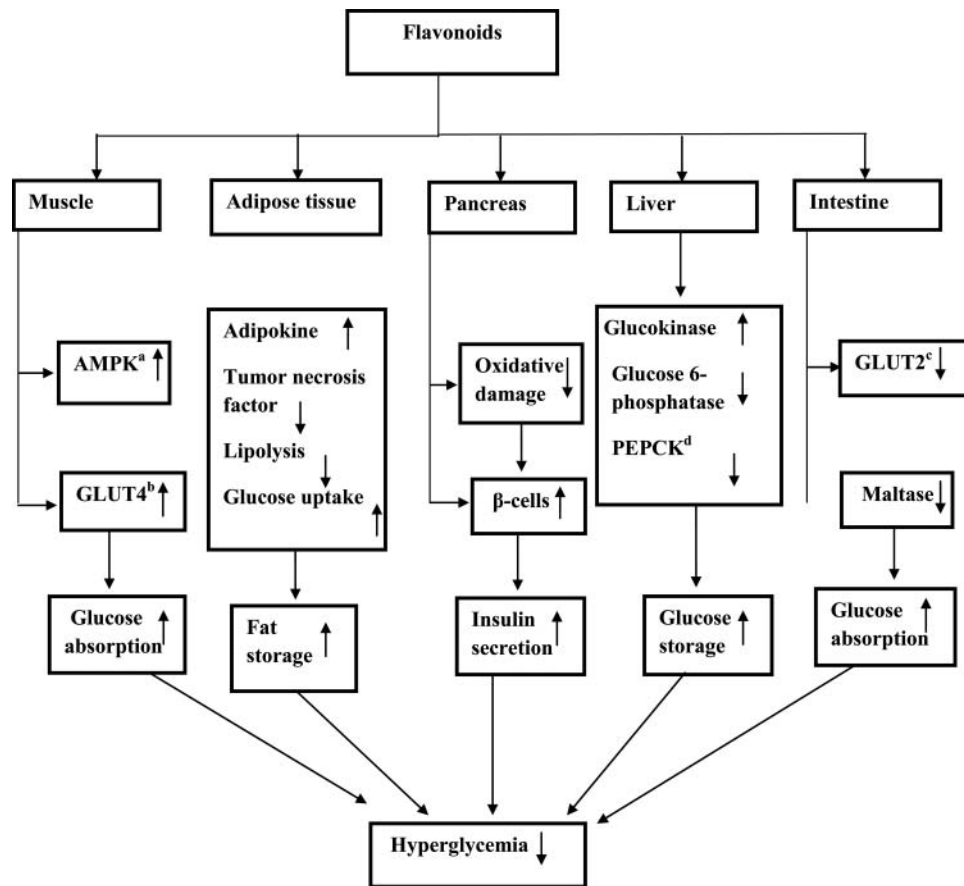 Flavonoids
Muscle
Adipose tissue
Pancreas
Liver
Intestine
AMPKᵃ ↑
GLUT4ᵇ ↑
Glucose
absorption ↑
Adipokine ↑
Tumor necrosis
factor ↓
Lipolysis ↓
Glucose uptake ↑
Fat
storage ↑
Oxidative
damage ↓
β-cells ↑
Insulin
secretion ↑
Glucokinase ↑
Glucose 6-
phosphatase ↓
PEPCKᵈ ↓
Glucose
storage ↑
GLUT2ᶜ ↓
Maltase ↓
Glucose
absorption ↑
Hyperglycemia ↓